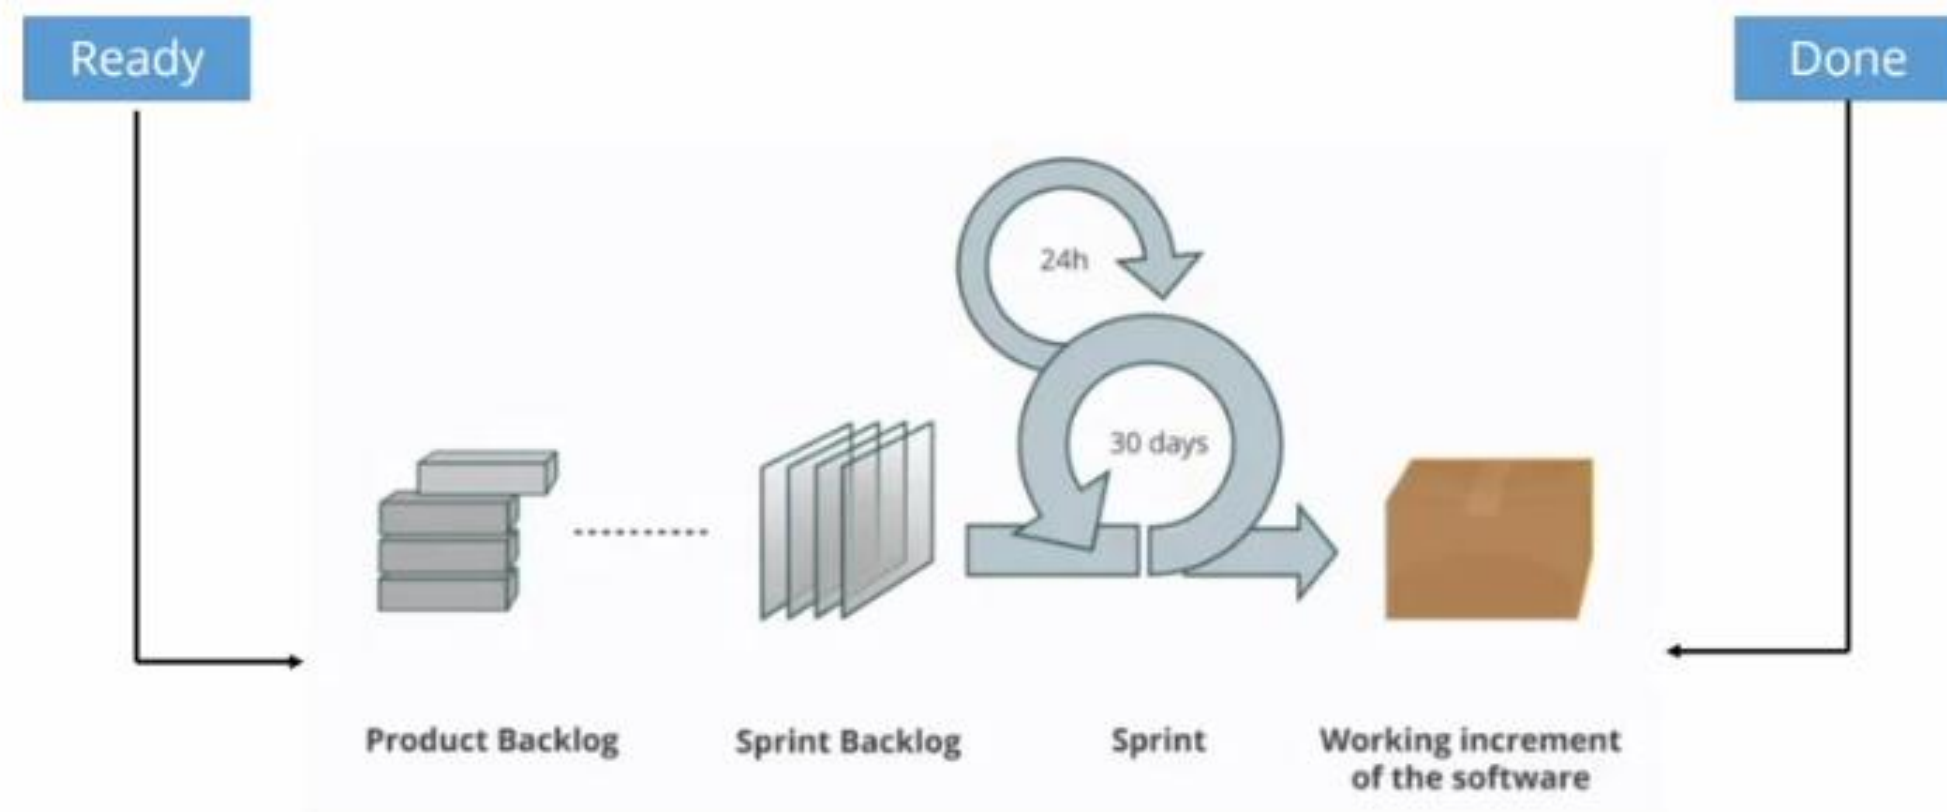 Ready
Done
24h
30 days
Product Backlog
Sprint Backlog
Sprint
Working increment
of the software